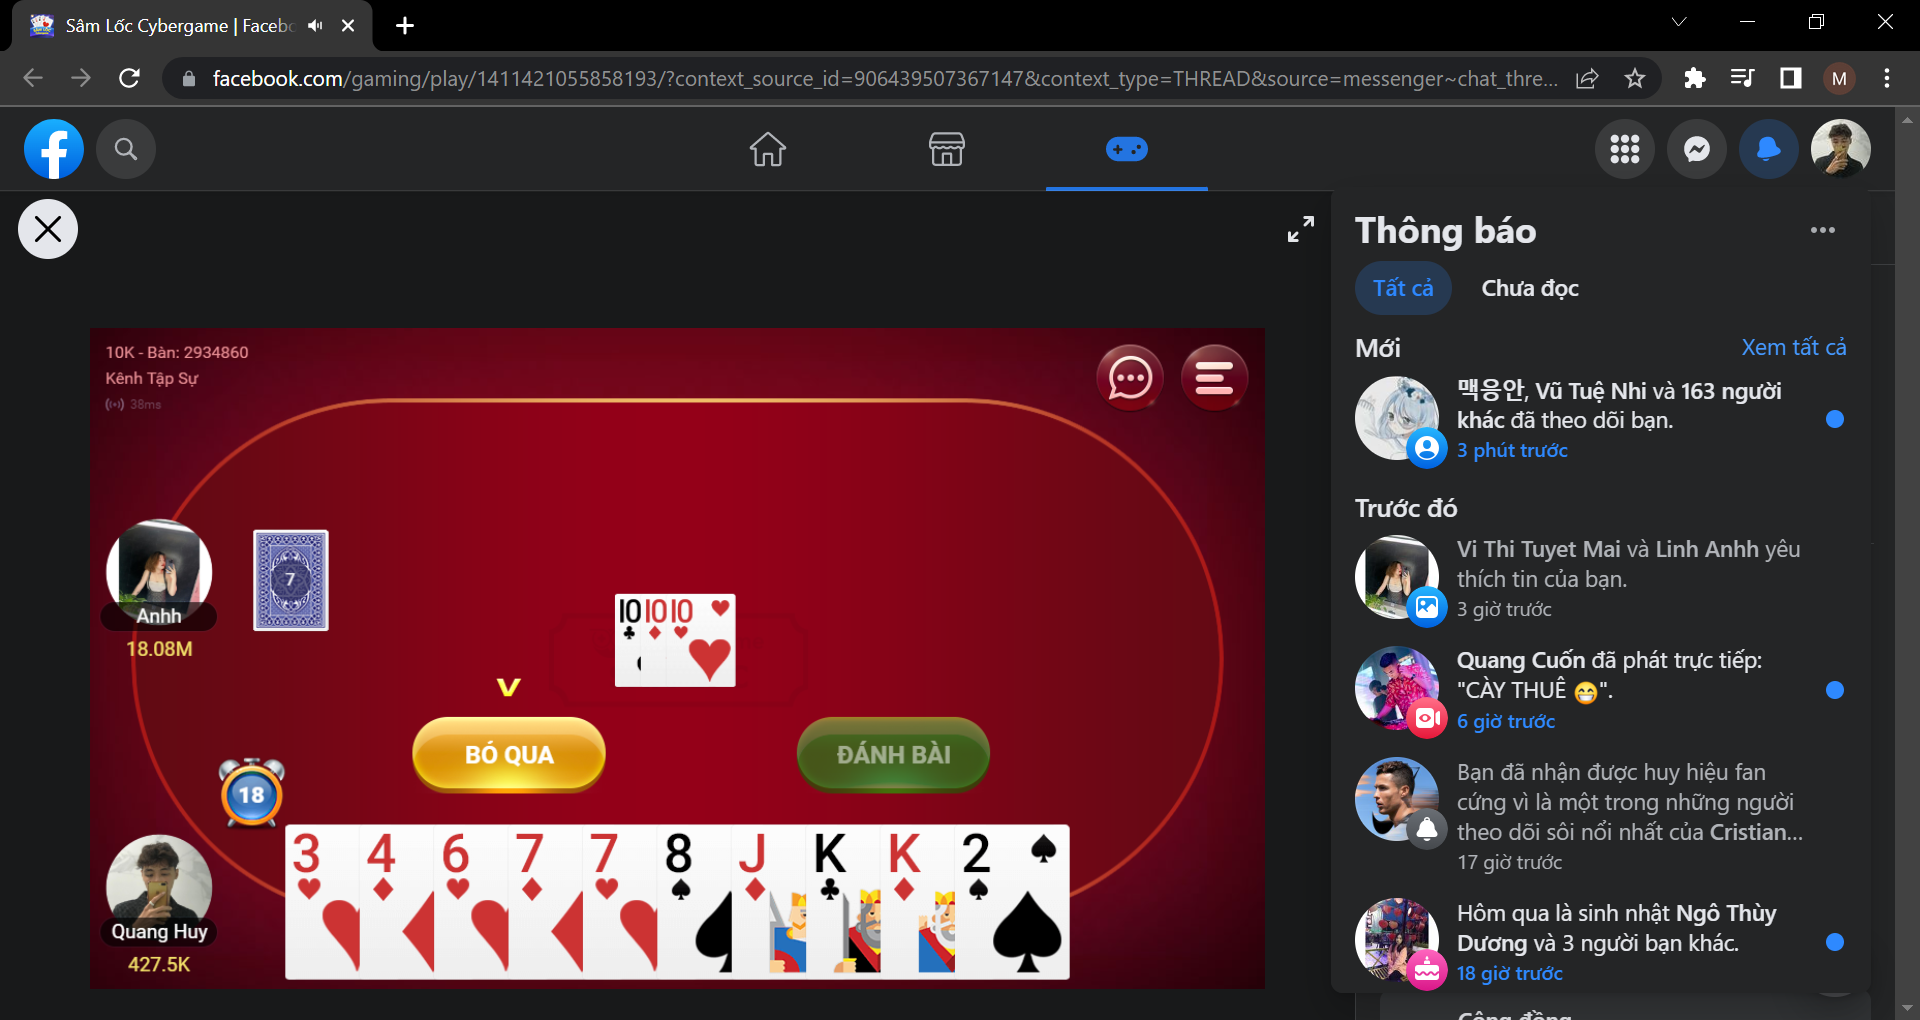 Sâm Lốc Cybergame | Facebo
facebook.com/gaming/play/1411421055858193/?context_source_id=906439507367147&context_type=THREAD&source=messenger~chat_thre...
M
Thông báo
Tất cả
Chưa đọc
Mới
Xem tất cả
맥응안, Vũ Tuệ Nhi và 163 người
khác đã theo dõi bạn.
3 phút trước
Trước đó
Vi Thi Tuyet Mai và Linh Anhh yêu
thích tin của bạn.
3 giờ trước
Quang Cuốn đã phát trực tiếp:
"CÀY THUÊ 😁".
6 giờ trước
Bạn đã nhận được huy hiệu fan
cứng vì là một trong những người
theo dõi sôi nổi nhất của Cristian...
17 giờ trước
Hôm qua là sinh nhật Ngô Thùy
Dương và 3 người bạn khác.
18 giờ trước
10K - Bàn: 2934860
Kênh Tập Sự
38ms
7
Anhh
18.08M
10 10 10
BỎ QUA
ĐÁNH BÀI
18
3 4 6 7 7 8 J K K 2
Quang Huy
427.5K